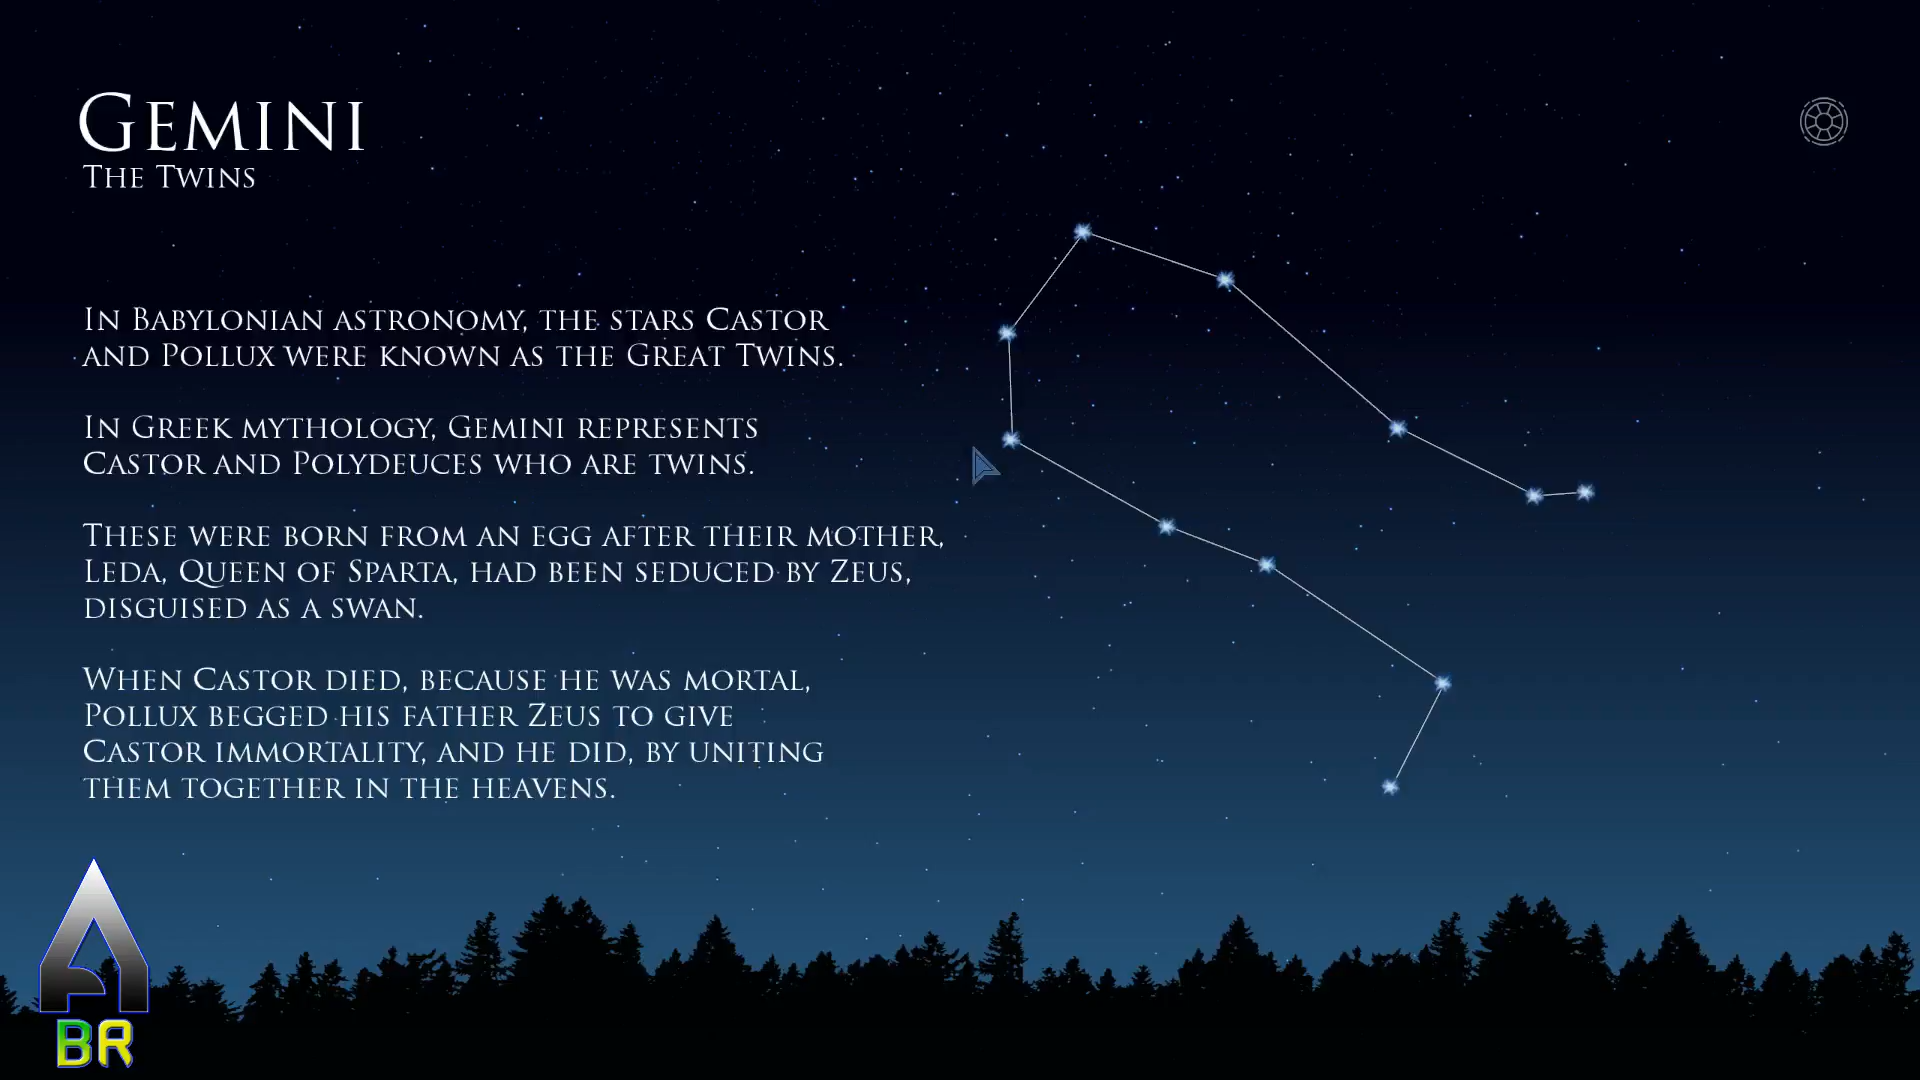 Gemini
The Twins
In Babylonian astronomy, the stars Castor
and Pollux were known as the Great Twins.
In Greek mythology, Gemini represents
Castor and Polydeuces who are twins.
These were born from an egg after their mother,
Leda, Queen of Sparta, had been seduced by Zeus,
disguised as a swan.
When Castor died, because he was mortal,
Pollux begged his father Zeus to give
Castor immortality, and he did, by uniting
them together in the heavens.
A
BR